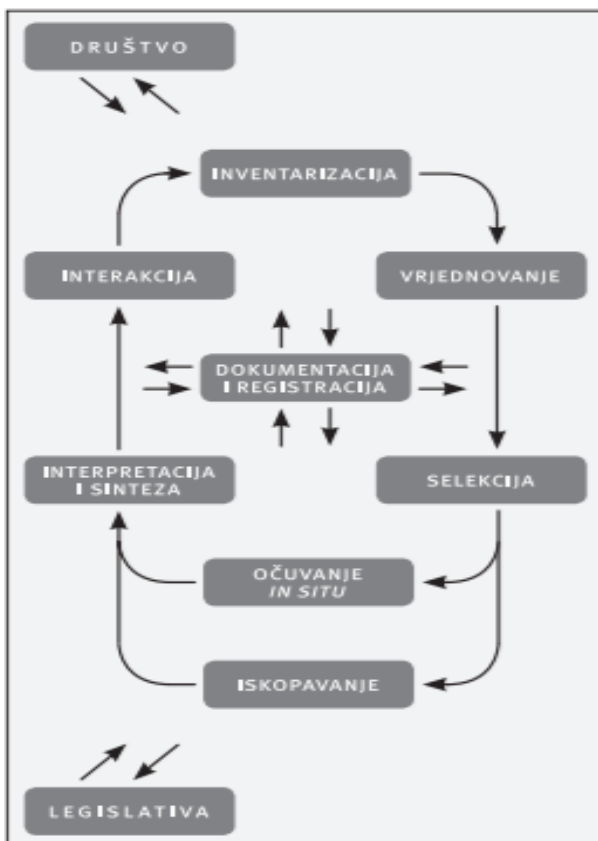 DRUŠTVO
INVENTARIZACIJA
INTERAKCIJA
VRJEDNOVANJE
DOKUMENTACIJA
I REGISTRACIJA
INTERPRETACIJA
I SINTEZA
SELEKCIJA
OČUVANJE
IN SITU
ISKOPAVANJE
LEGISLATIVA